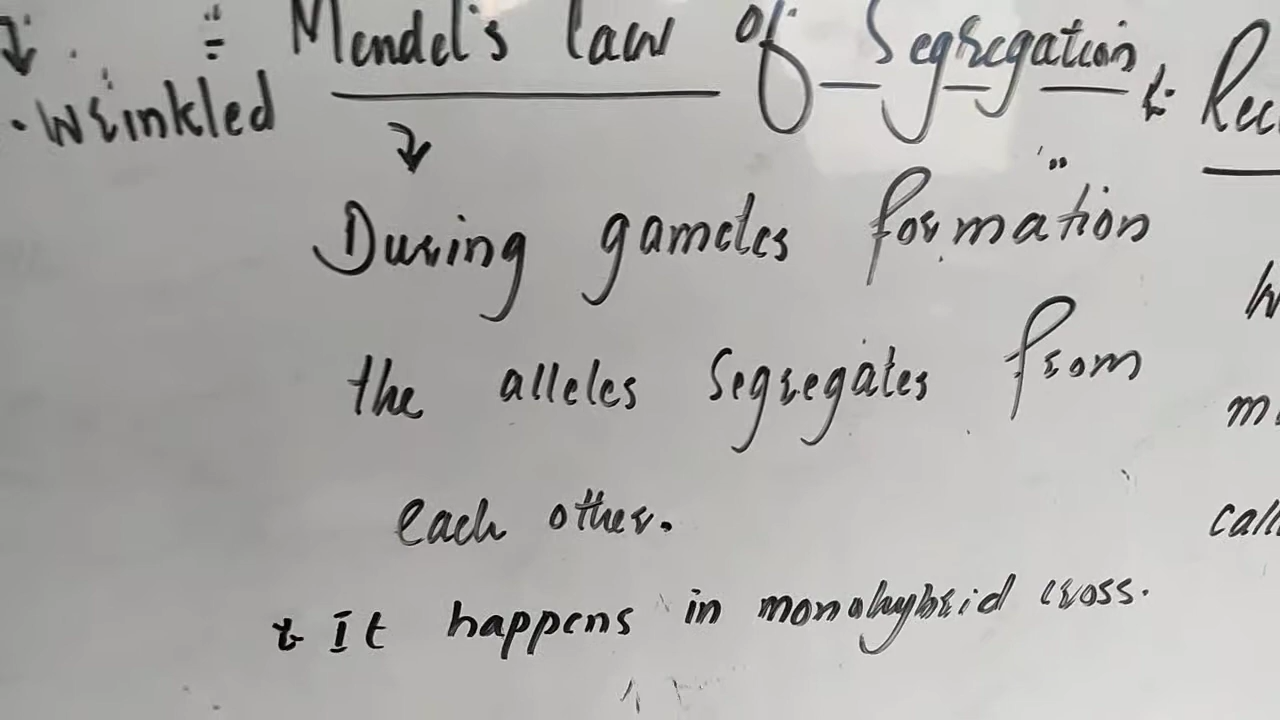 Mendel's law of Segregation
• Wrinkled
During gametes formation
the alleles Segregates from
each other.
It happens in monohybrid cross.